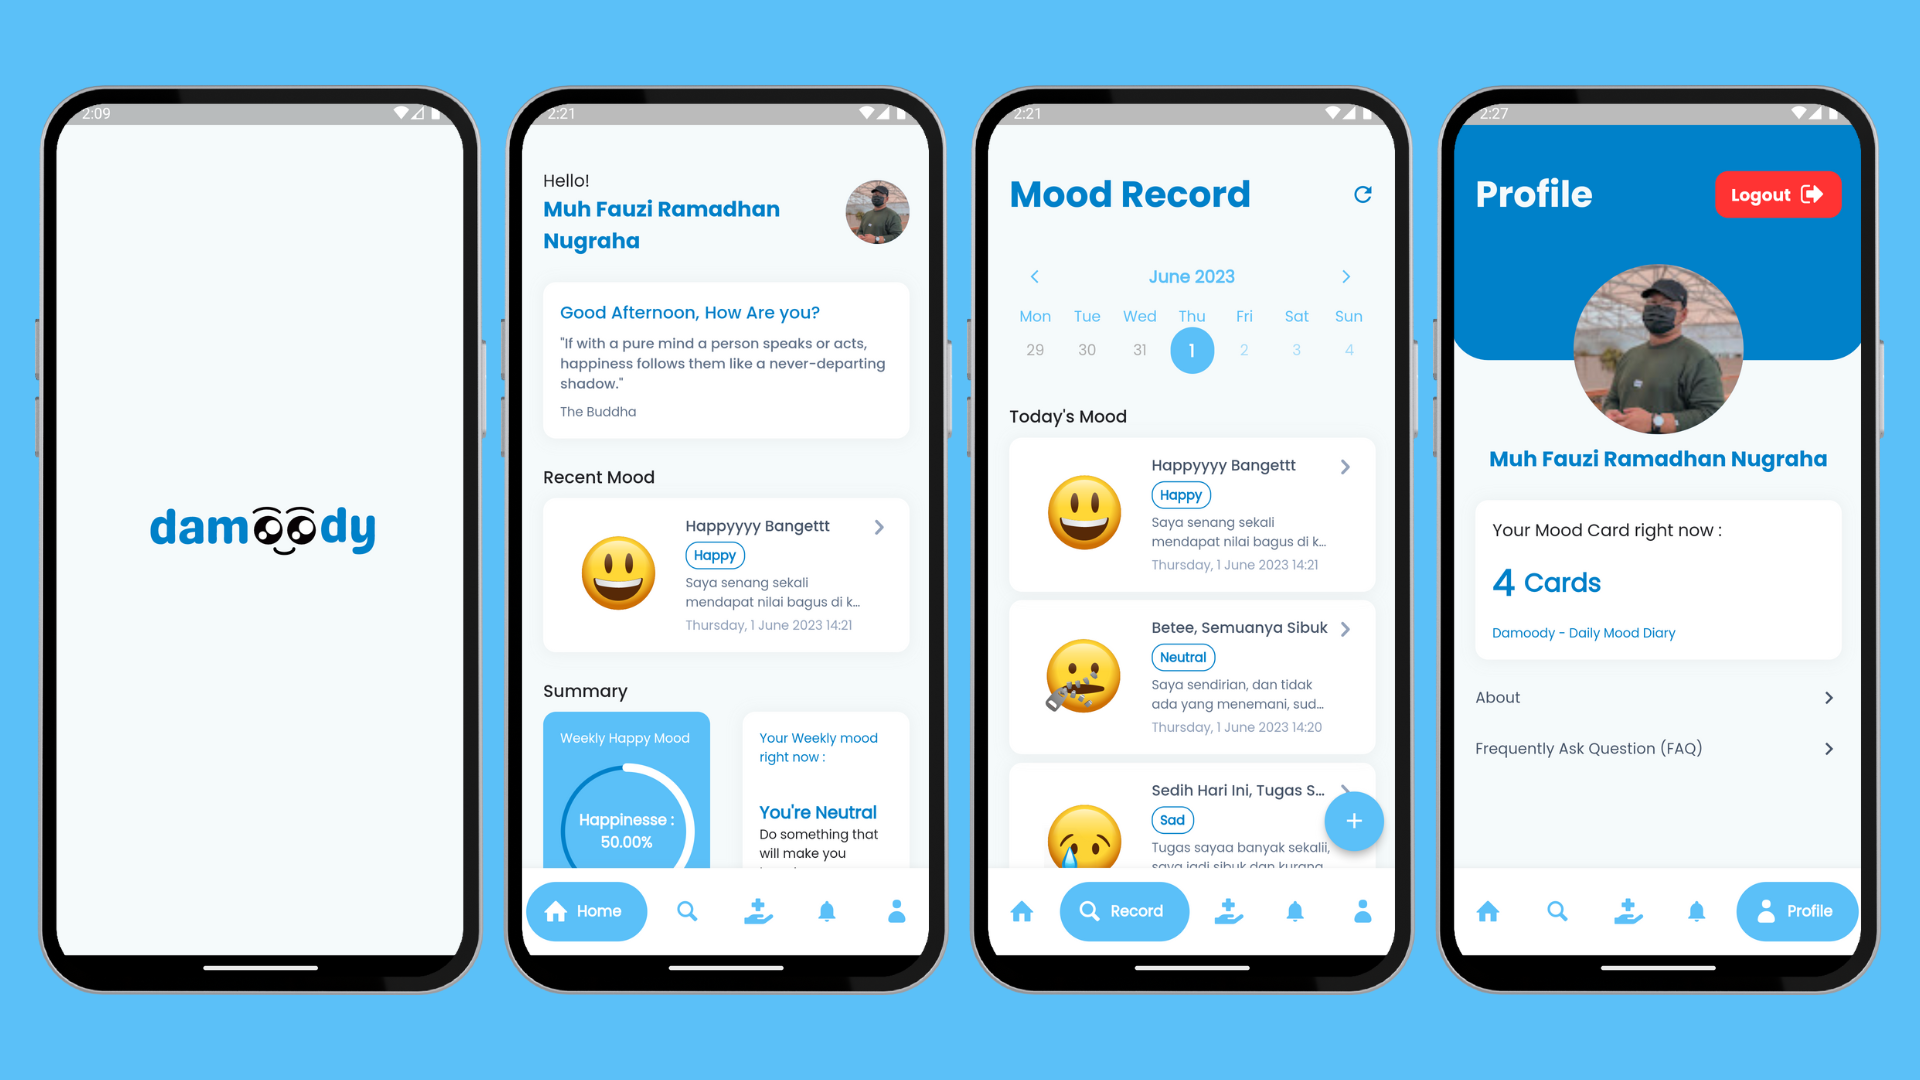 2:09
damoody
2:21
Hello!
Muh Fauzi Ramadhan
Nugraha
Good Afternoon, How Are you?
"If with a pure mind a person speaks or acts,
happiness follows them like a never-departing
shadow."
The Buddha
Recent Mood
Happyyyy Bangettt
Happy
Saya senang sekali
mendapat nilai bagus di k...
Thursday, 1 June 2023 14:21
Summary
Weekly Happy Mood
Happinesse :
50.00%
Your Weekly mood
right now :
You're Neutral
Do something that
will make you
Home
2:21
Mood Record
June 2023
Mon Tue Wed Thu Fri Sat Sun
29 30 31 1 2 3 4
Today's Mood
Happyyyy Bangettt
Happy
Saya senang sekali
mendapat nilai bagus di k...
Thursday, 1 June 2023 14:21
Betee, Semuanya Sibuk
Neutral
Saya sendirian, dan tidak
ada yang menemani, sud...
Thursday, 1 June 2023 14:20
Sedih Hari Ini, Tugas S...
Sad
Tugas sayaa banyak sekalii,
saya jadi sibuk dan kurang
Record
2:27
Profile
Logout
Muh Fauzi Ramadhan Nugraha
Your Mood Card right now :
4 Cards
Damoody - Daily Mood Diary
About
Frequently Ask Question (FAQ)
Profile